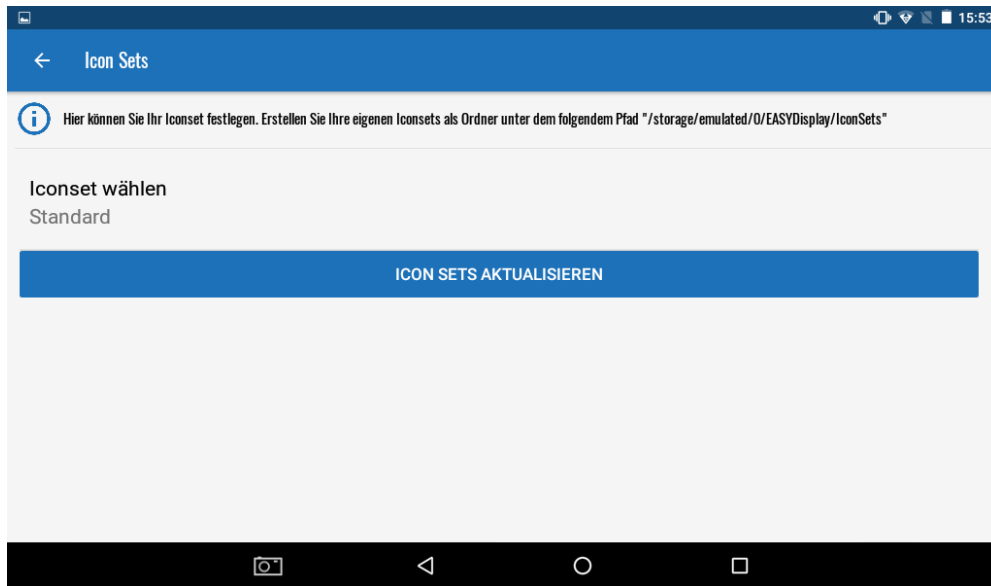 15:53
Icon Sets
Hier können Sie Ihr Iconset festlegen. Erstellen Sie Ihre eigenen Iconsets als Ordner unter dem folgendem Pfad "/storage/emulated/0/EASYDisplay/IconSets"
Iconset wählen
Standard
ICON SETS AKTUALISIEREN